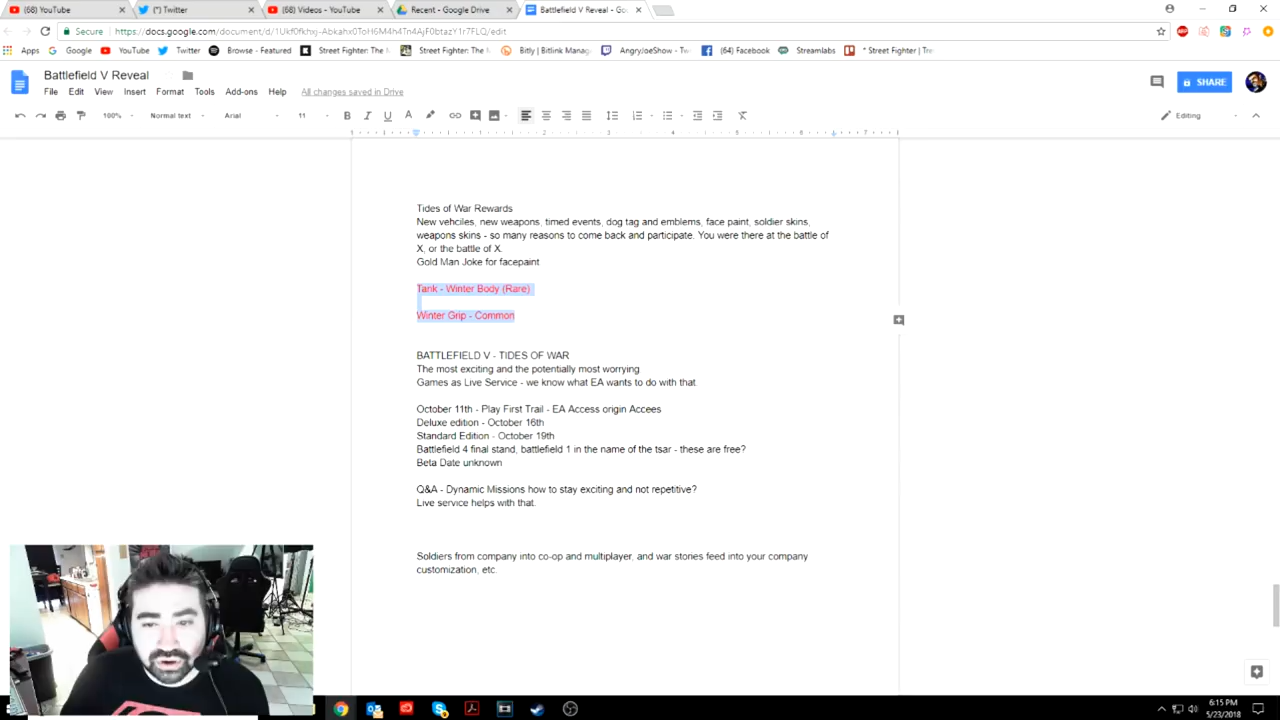 (68) YouTube
(*) Twitter
(68) Videos - YouTube
Recent - Google Drive
Battlefield V Reveal - Go
Secure
https://docs.google.com/document/d/
Apps
Google
YouTube
Twitter
Browse - Featured
Street Fighter: The
Street Fighter: The
Bitly | Bitlink Manag
AngryJoeShow - Tw
(64) Facebook
Streamlabs
* Street Fighter | Tre
Battlefield V Reveal
File Edit View Insert Format Tools Add-ons Help All changes saved in Drive
SHARE
100% Normal text Arial 11
Editing
1 1 2 3 4 5 6 7
Tides of War Rewards
New vehciles, new weapons, timed events, dog tag and emblems, face paint, soldier skins,
weapons skins - so many reasons to come back and participate. You were there at the battle of
X, or the battle of X.
Gold Man Joke for facepaint
Tank - Winter Body (Rare)
Winter Grip - Common
BATTLEFIELD V - TIDES OF WAR
The most exciting and the potentially most worrying
Games as Live Service - we know what EA wants to do with that.
October 11th - Play First Trail - EA Access origin Accees
Deluxe edition - October 16th
Standard Edition - October 19th
Battlefield 4 final stand, battlefield 1 in the name of the tsar - these are free?
Beta Date unknown
Q&A - Dynamic Missions how to stay exciting and not repetitive?
Live service helps with that.
Soldiers from company into co-op and multiplayer, and war stories feed into your company
customization, etc.
6:15 PM
5/23/2018